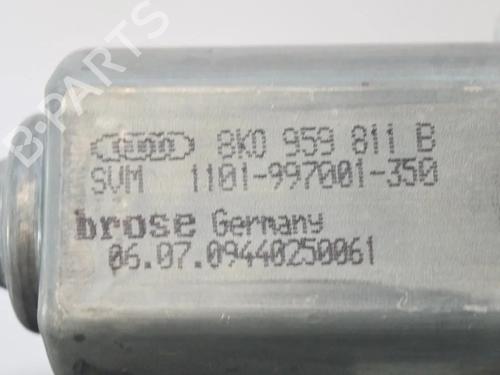 8K0 959 811 B
SVM 1101-997001-350
brose Germany
06.07.09440250061
B-PARTS